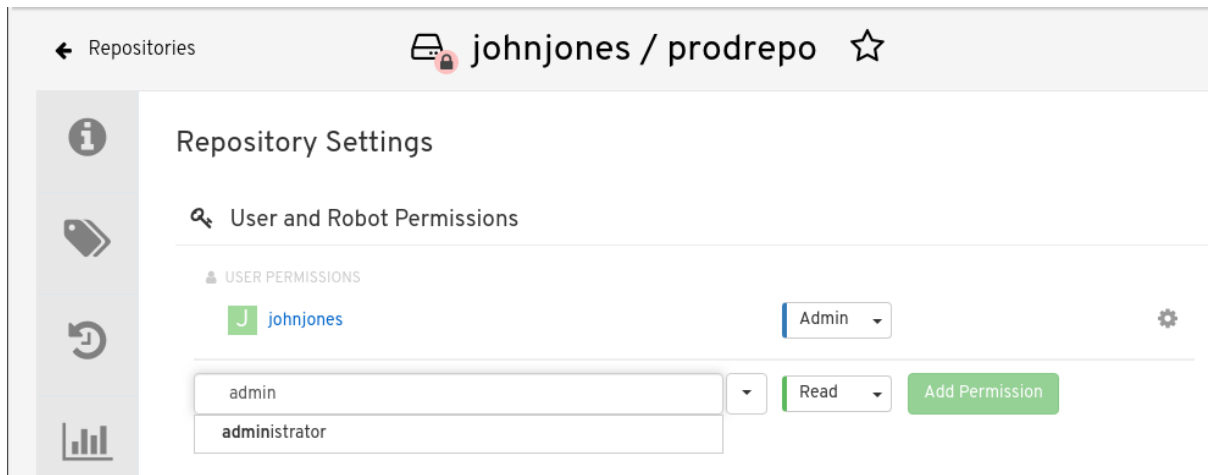 Repositories
johnjones / prodrepo
Repository Settings
User and Robot Permissions
USER PERMISSIONS
J johnjones Admin
admin Read Add Permission
administrator